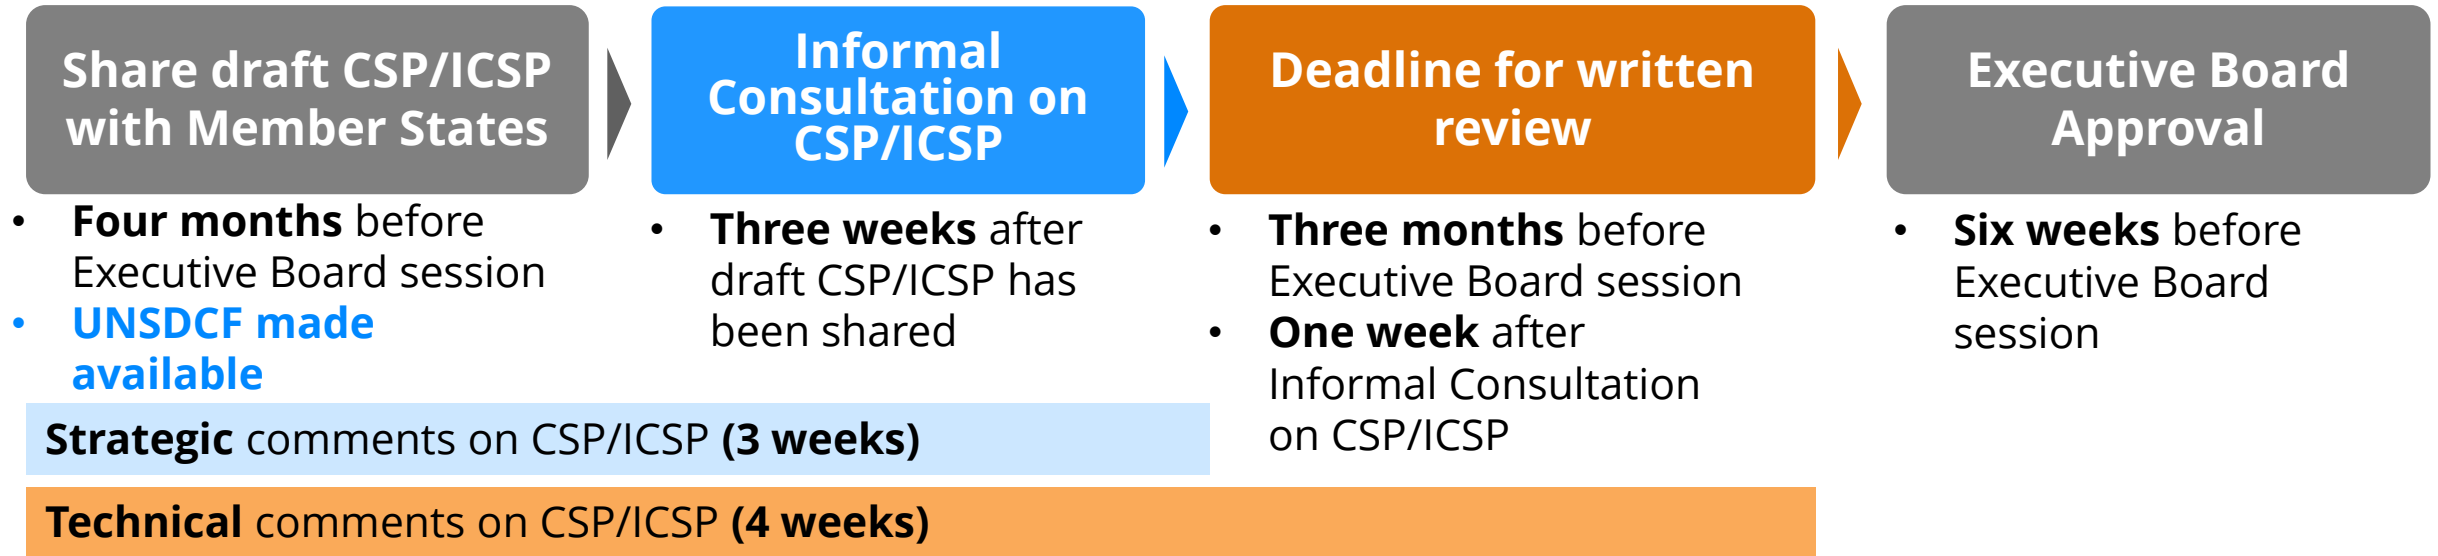 Share draft CSP/ICSP
with Member States
Informal
Consultation on
CSP/ICSP
Deadline for written
review
Executive Board
Approval
• Four months before
Executive Board session
• UNSDCF made
available
• Three weeks after
draft CSP/ICSP has
been shared
• Three months before
Executive Board session
• One week after
Informal Consultation
on CSP/ICSP
• Six weeks before
Executive Board
session
Strategic comments on CSP/ICSP (3 weeks)
Technical comments on CSP/ICSP (4 weeks)